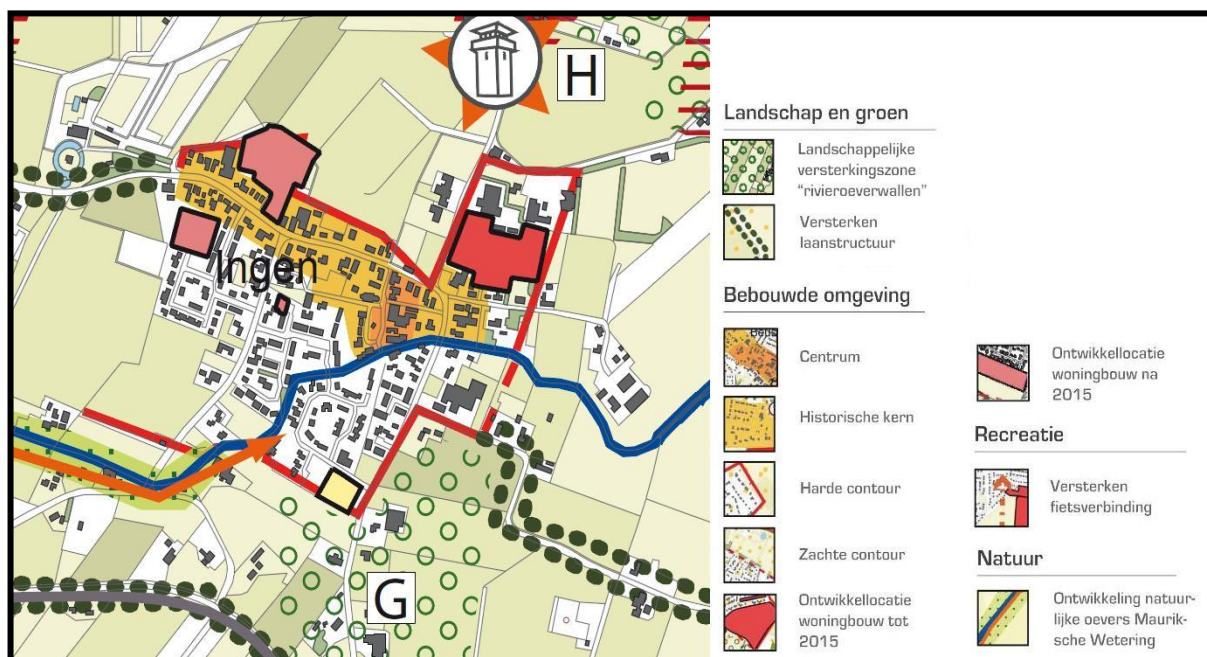 H
Ingen
G
Landschap en groen
Landschappelijke
versterkingszone
"rivieroeverwallen"
Versterken
laanstructuur
Bebouwde omgeving
Centrum
Historische kern
Harde contour
Zachte contour
Ontwikkellocatie
woningbouw tot
2015
Ontwikkellocatie
woningbouw na
2015
Recreatie
Versterken
fietsverbinding
Natuur
Ontwikkeling natuur-
lijke oevers Maurik-
sche Wetering